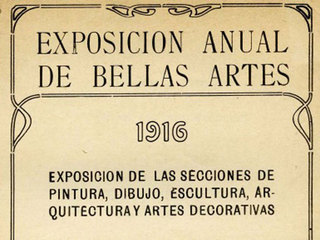 EXPOSICION ANUAL
DE BELLAS ARTES
1916
EXPOSICION DE LAS SECCIONES DE
PINTURA, DIBUJO, ESCULTURA, AR-
QUITECTURA Y ARTES DECORATIVAS